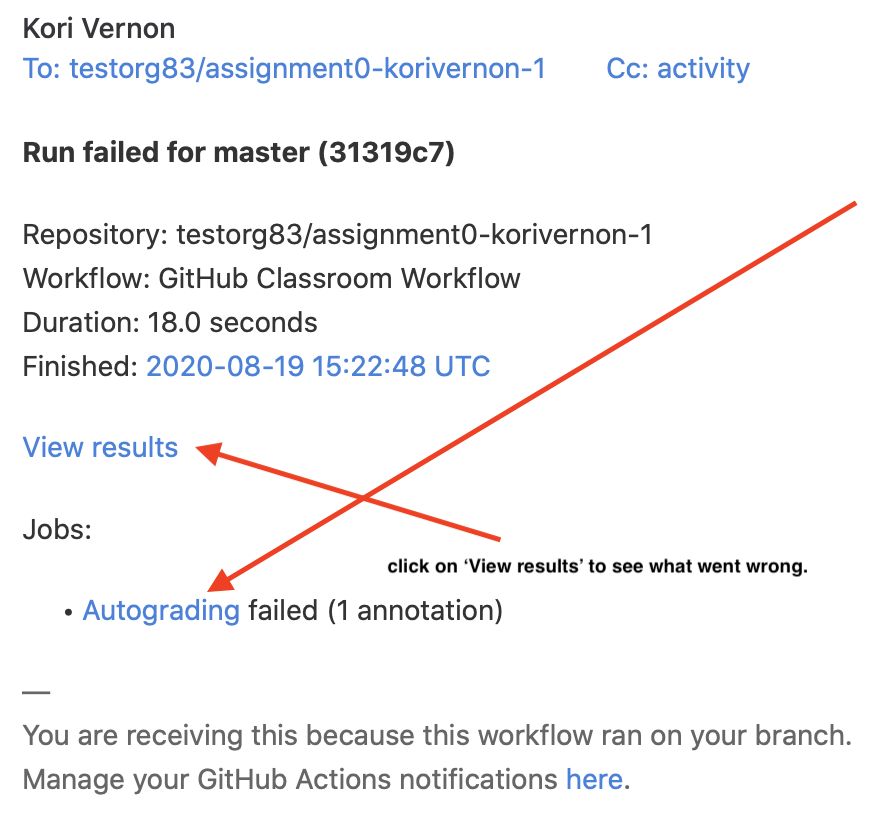 Kori Vernon
To: testorg83/assignment0-korivernon-1 Cc: activity
Run failed for master (31319c7)
Repository: testorg83/assignment0-korivernon-1
Workflow: GitHub Classroom Workflow
Duration: 18.0 seconds
Finished: 2020-08-19 15:22:48 UTC
View results
Jobs:
click on ‘View results’ to see what went wrong.
• Autograding failed (1 annotation)
—
You are receiving this because this workflow ran on your branch.
Manage your GitHub Actions notifications here.